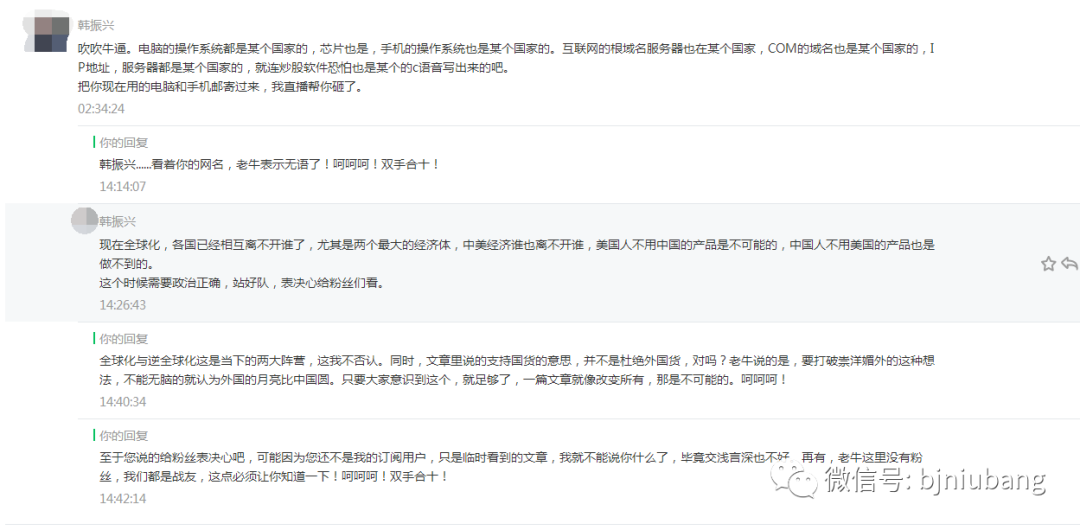 韩振兴
吹吹牛逼。电脑的操作系统都是某个国家的，芯片也是，手机的操作系统也是某个国家的。互联网的根域名服务器也在某个国家，COM的域名也是某个国家的，I
P地址，服务器都是某个国家的，就连炒股软件恐怕也是某个的c语音写出来的吧。
把你现在用的电脑和手机邮寄过来，我直播帮你砸了。
02:34:24
你的回复
韩振兴......看着你的网名，老牛表示无语了！呵呵呵！双手合十！
14:14:07
韩振兴
现在全球化，各国已经相互离不开谁了，尤其是两个最大的经济体，中美经济谁也离不开谁，美国人不用中国的产品是不可能的，中国人不用美国的产品也是
做不到的。
这个时候需要政治正确，站好队，表决心给粉丝们看。
14:26:43
你的回复
全球化与逆全球化这是当下的两大阵营，这我不否认。同时，文章里说的支持国货的意思，并不是杜绝外国货，对吗？老牛说的是，要打破崇洋媚外的这种想
法，不能无脑的就认为外国的月亮比中国圆。只要大家意识到这个，就足够了，一篇文章就像改变所有，那是不可能的。呵呵呵！
14:40:34
你的回复
至于您说的给粉丝表决心吧，可能因为您还不是我的订阅用户，只是临时看到的文章，我就不能说你什么了，毕竟交浅言深也不好。再有，老牛这里没有粉
丝，我们都是战友，这点必须让你知道一下！呵呵呵！双手合十！
14:42:14
微信号: bjniubang